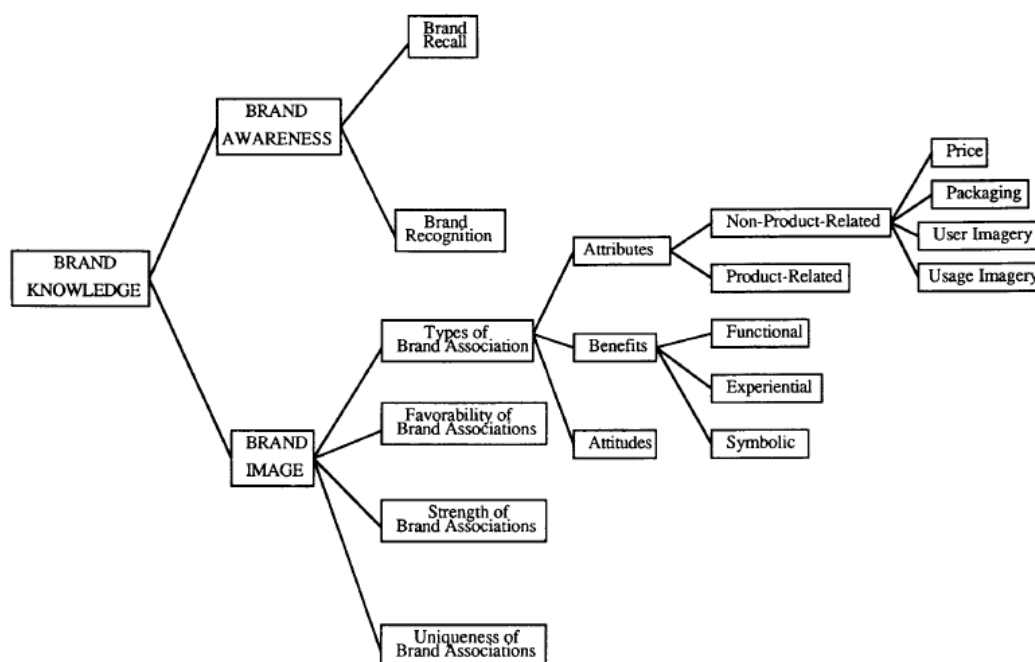 Brand
Recall
BRAND
AWARENESS
Brand
Recognition
BRAND
KNOWLEDGE
BRAND
IMAGE
Types of
Brand Association
Favorability of
Brand Associations
Strength of
Brand Associations
Uniqueness of
Brand Associations
Attributes
Benefits
Attitudes
Non-Product-Related
Product-Related
Functional
Experiential
Symbolic
Price
Packaging
User Imagery
Usage Imagery